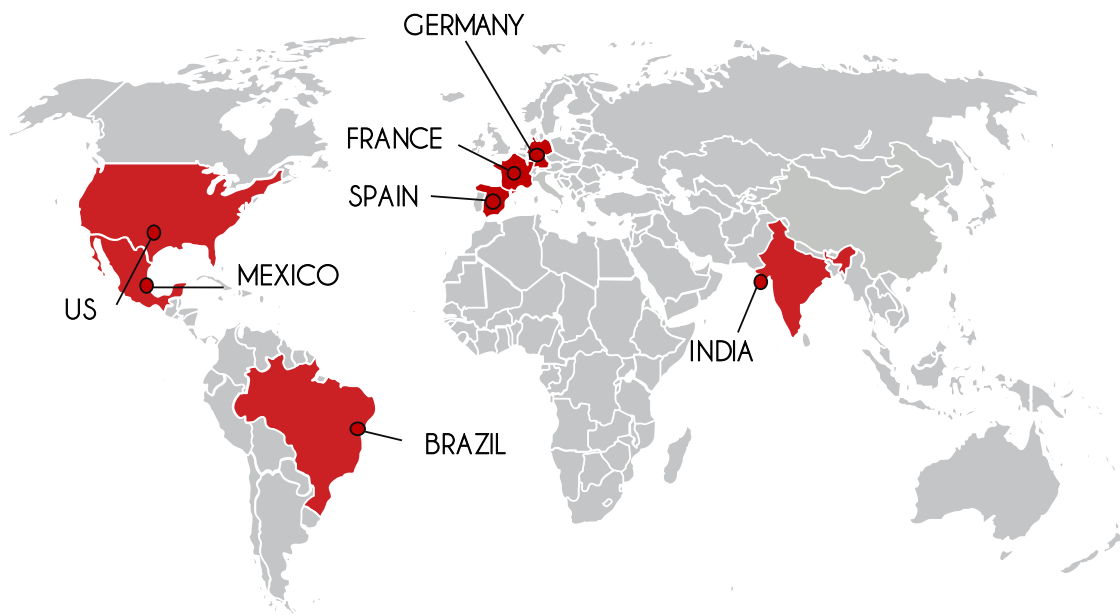 GERMANY
FRANCE
SPAIN
MEXICO
US
INDIA
BRAZIL